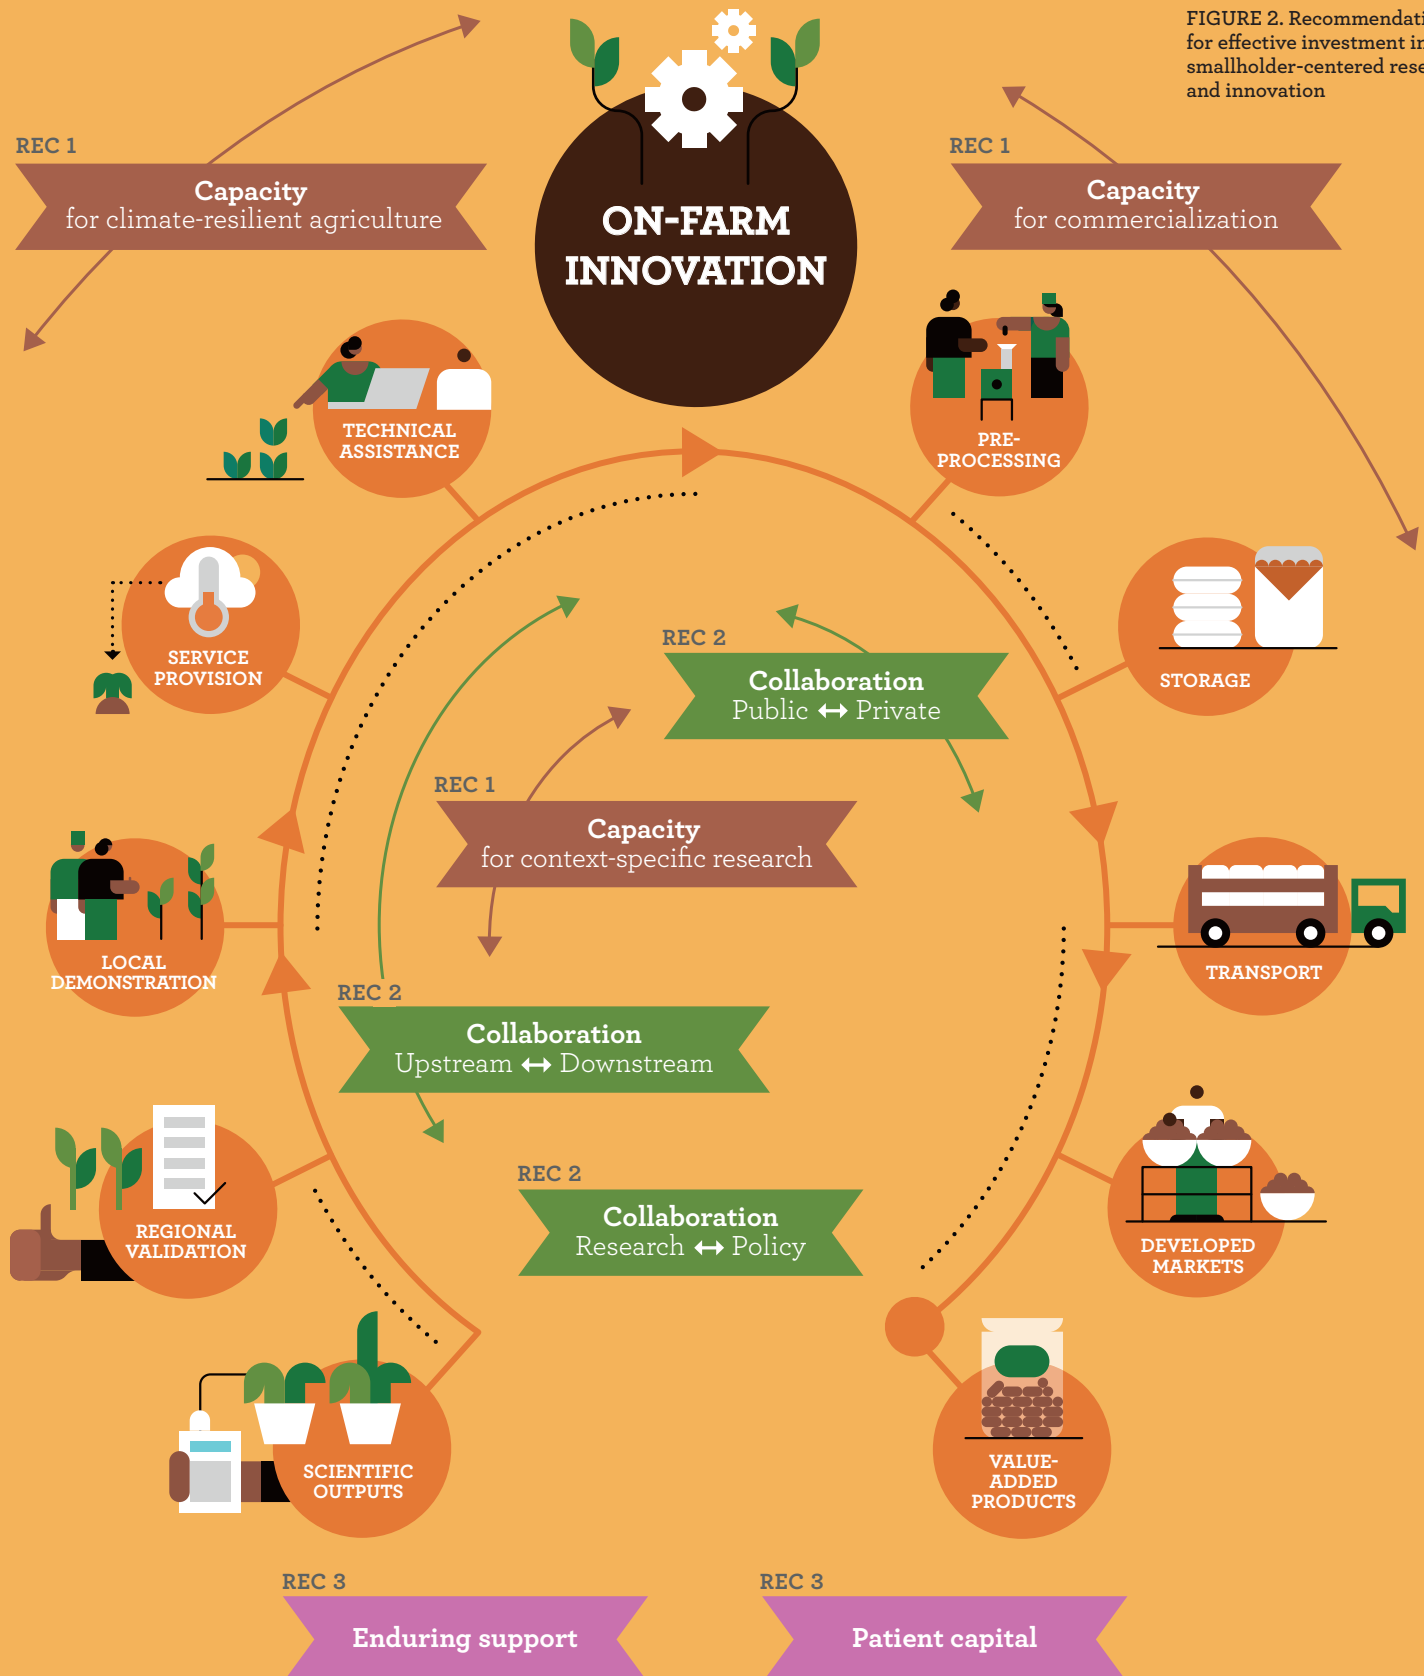 FIGURE 2.
for effective investment in
smallholder-centered
and innovation
REC 1
Capacity
for climate-resilient agriculture
ON-FARM
INNOVATION
REC 1
Capacity
for commercialization
TECHNICAL
ASSISTANCE
PRE-
PROCESSING
SERVICE
PROVISION
STORAGE
REC 2
Collaboration
Public ↔ Private
REC 1
Capacity
for context-specific research
LOCAL
DEMONSTRATION
TRANSPORT
REC 2
Collaboration
Upstream ↔ Downstream
REGIONAL
VALIDATION
REC 2
Collaboration
Research ↔ Policy
DEVELOPED
MARKETS
SCIENTIFIC
OUTPUTS
VALUE-
ADDED
PRODUCTS
REC 3
Enduring support
REC 3
Patient capital